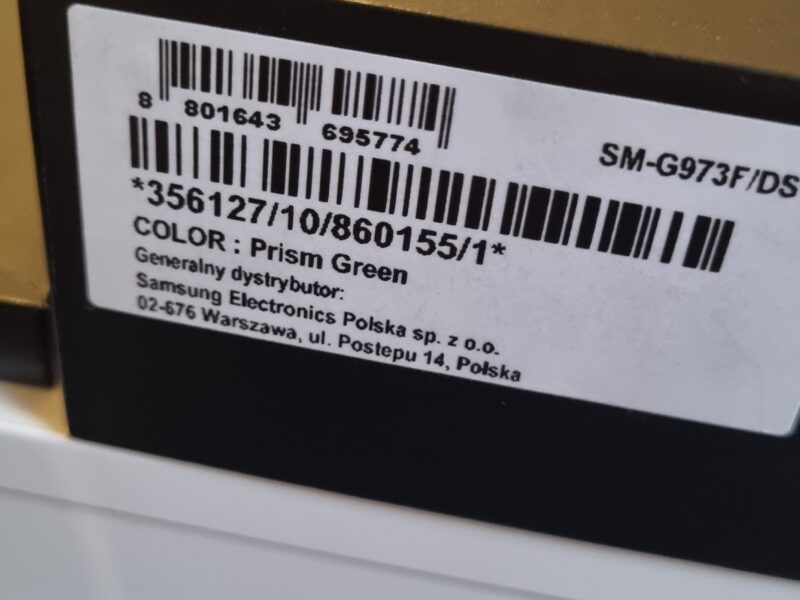 8 801643 695774
SM-G973F/DS
*356127/10/860155/1*
COLOR : Prism Green
Generalny dystrybutor:
Samsung Electronics Polska sp. z o.o.
02-676 Warszawa, ul. Postepu 14, Polska